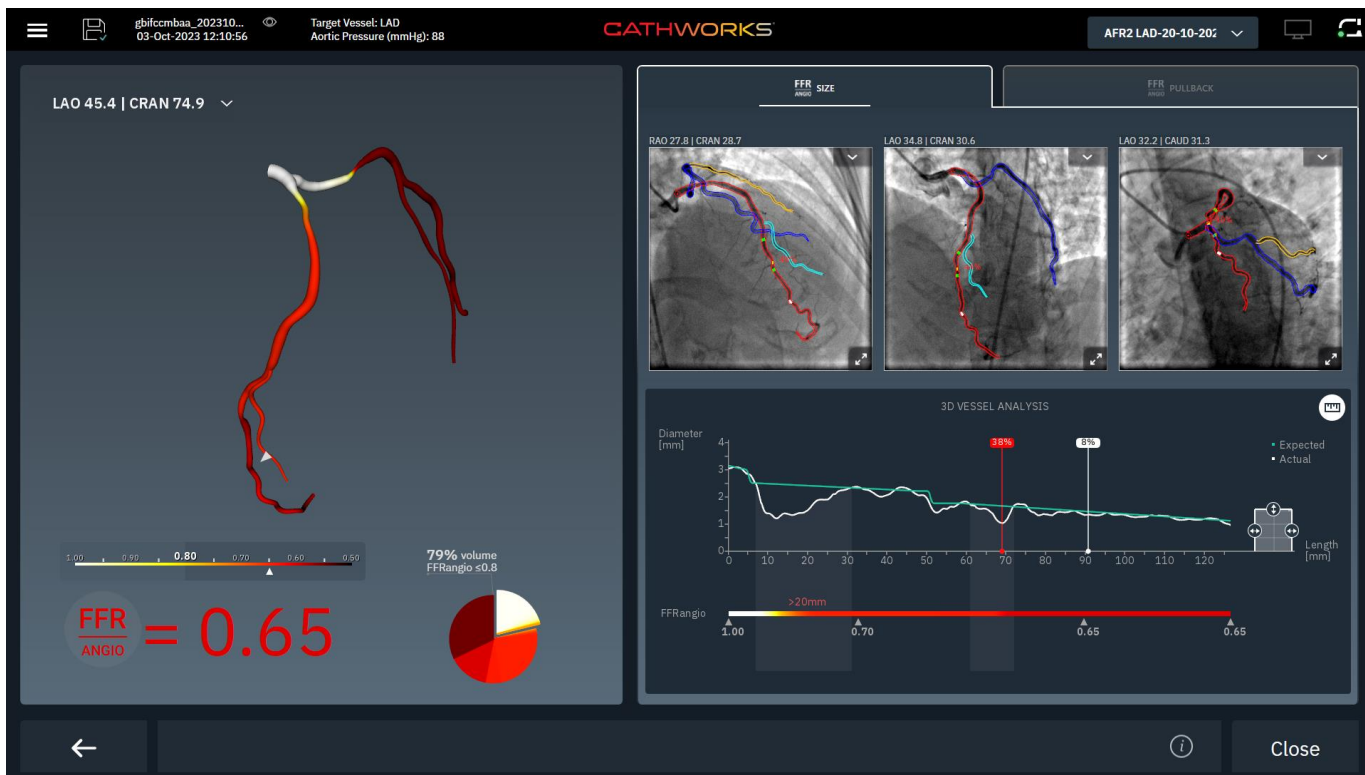 gbifccmbaa_202310...
03-Oct-2023 12:10:56
Target Vessel: LAD
Aortic Pressure (mmHg): 88
CATHWORKS
AFR2 LAD-20-10-202
LAO 45.4 | CRAN 74.9
FFR
ANGIO
SIZE
FFR
ANGIO
PULLBACK
RAO 27.8 | CRAN 28.7
LAO 34.8 | CRAN 30.6
LAO 32.2 | CAUD 31.3
3D VESSEL ANALYSIS
Diameter
[mm]
4
3
2
1
0
38%
8%
Expected
Actual
0 10 20 30 40 50 60 70 80 90 100 110 120
Length
[mm]
FFRangio
>20mm
1.00 0.70 0.65 0.65
1.00 0.90 0.80 0.70 0.60 0.50
79% volume
FFRangio ≤0.8
FFR
ANGIO
= 0.65
i
Close